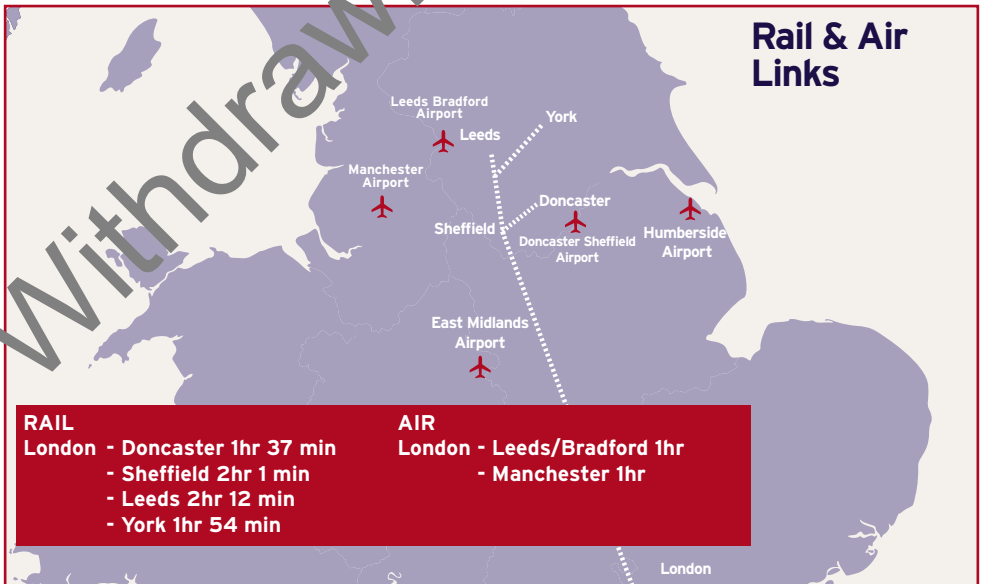 Rail & Air
Links
Withdrawn
Leeds Bradford
Airport
Leeds
York
Manchester
Airport
Doncaster
Sheffield
Doncaster Sheffield
Airport
Humberside
Airport
East Midlands
Airport
RAIL
London - Doncaster 1hr 37 min
- Sheffield 2hr 1 min
- Leeds 2hr 12 min
- York 1hr 54 min
AIR
London - Leeds/Bradford 1hr
- Manchester 1hr
London